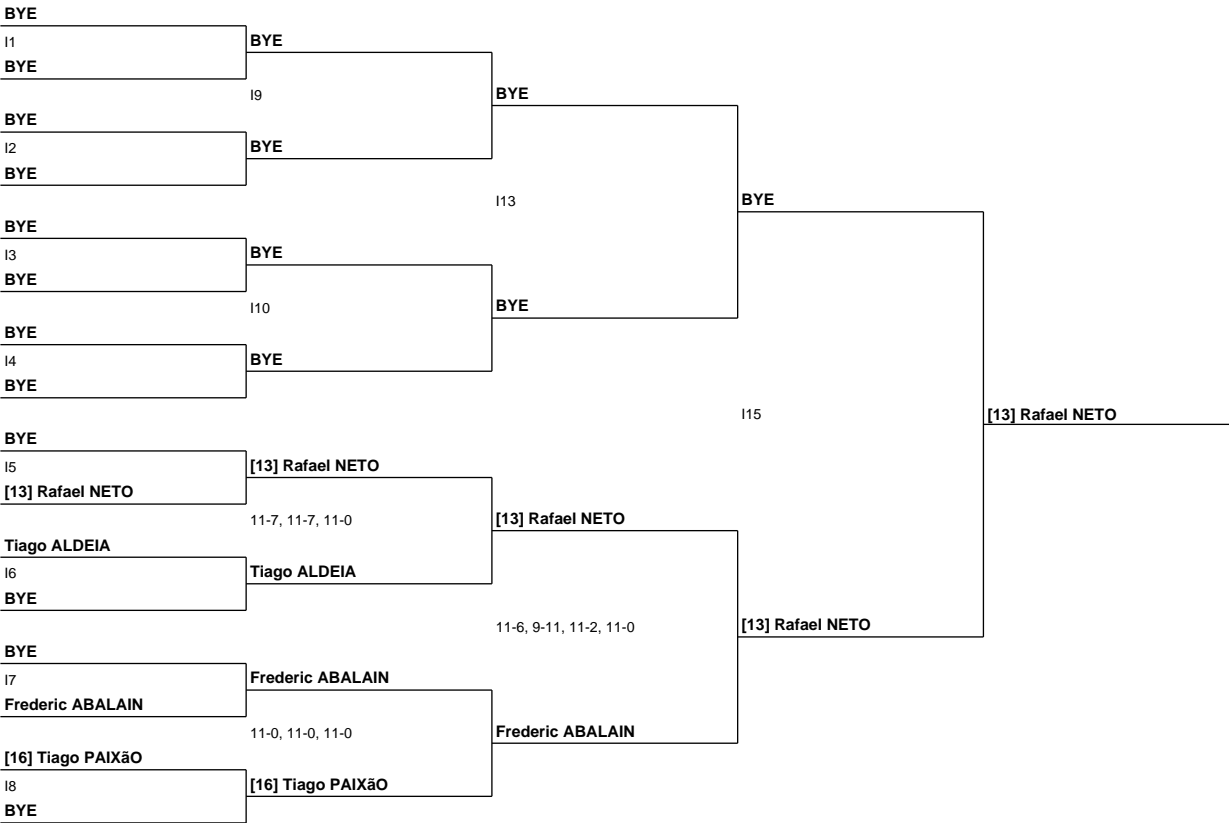 BYE
I1
BYE
BYE
I9
BYE
BYE
I2
BYE
BYE
I13
BYE
BYE
I3
BYE
BYE
I10
BYE
BYE
I4
BYE
BYE
I15
[13] Rafael NETO
BYE
I5
[13] Rafael NETO
[13] Rafael NETO
11-7, 11-7, 11-0
[13] Rafael NETO
Tiago ALDEIA
I6
Tiago ALDEIA
BYE
11-6, 9-11, 11-2, 11-0
[13] Rafael NETO
BYE
I7
Frederic ABALAIN
Frederic ABALAIN
11-0, 11-0, 11-0
Frederic ABALAIN
[16] Tiago PAIXãO
I8
[16] Tiago PAIXãO
BYE